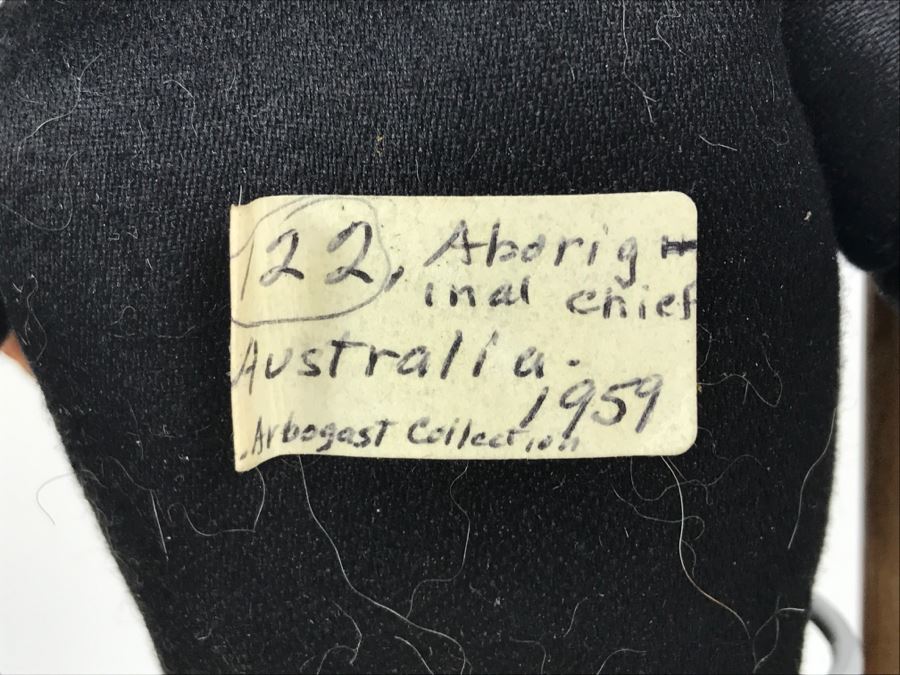 122, Aborig-
inal chief
Australia.
1959
Arbogast Collection